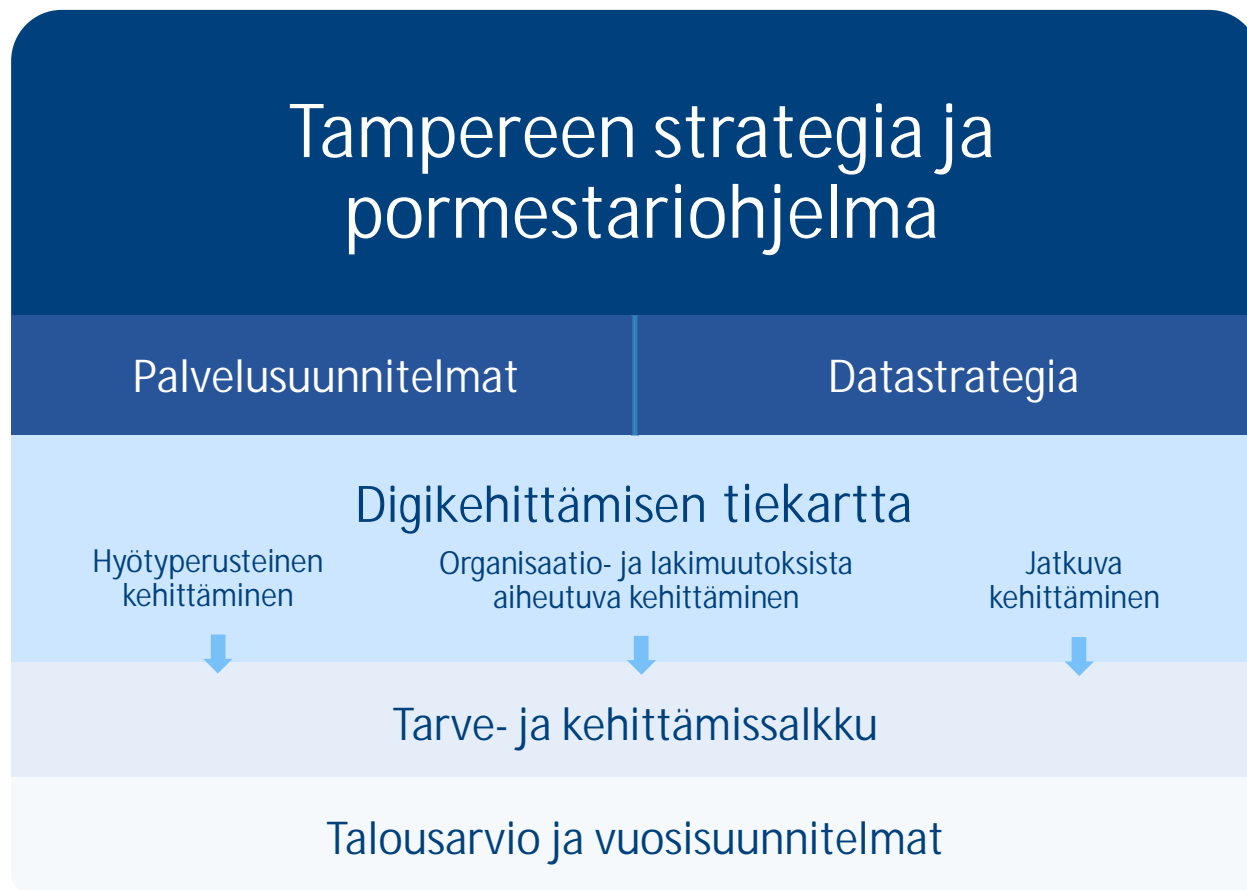 Tampereen strategia ja
pormestariohjelma
Palvelusuunnitelmat
Datastrategia
Digikehittämisen tiekartta
Hyötyperusteinen
kehittäminen
Organisaatio- ja lakimuutoksista
aiheutuva kehittäminen
Jatkuva
kehittäminen
Tarve- ja kehittämissalkku
Talousarvio ja vuosisuunnitelmat